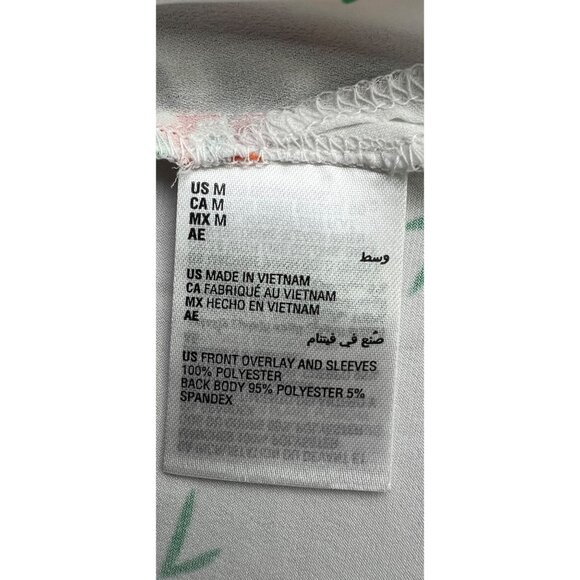 US M
CA M
MX M
AE
وسط
US MADE IN VIETNAM
CA FABRIQUÉ AU VIETNAM
MX HECHO EN VIETNAM
AE
صّنع في فيتنام
US FRONT OVERLAY AND SLEEVES
100% POLYESTER
BACK BODY 95% POLYESTER 5%
SPANDEX